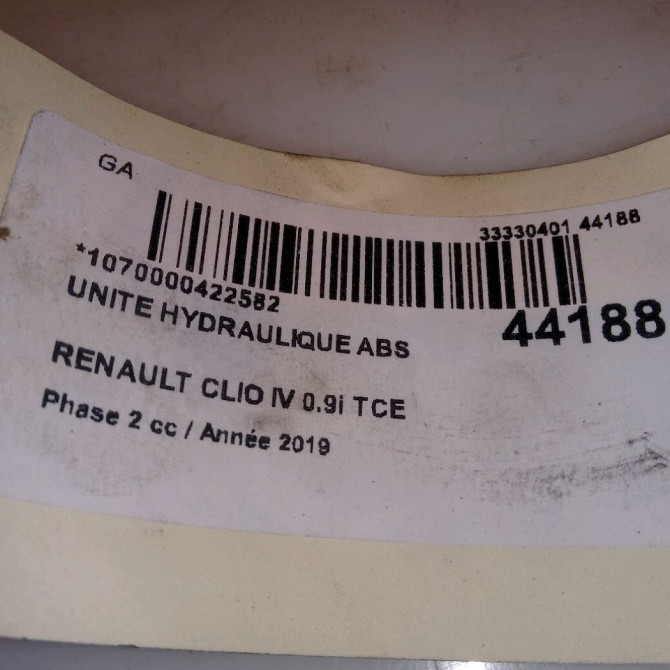 GA
33330401 44188
*1070000422582
44188
UNITE HYDRAULIQUE ABS
RENAULT CLIO IV 0.9i TCE
Phase 2 cc / Année 2019